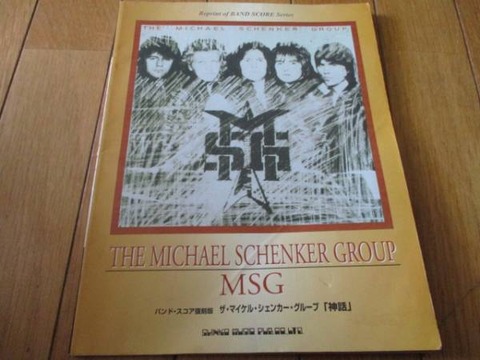 Reprint of BAND SCORE Series
THE MICHAEL SCHENKER GROUP
MSG
THE MICHAEL SCHENKER GROUP
MSG
バンド・スコア復刻版 ザ・マイケル・シェンカー・グループ「神話」